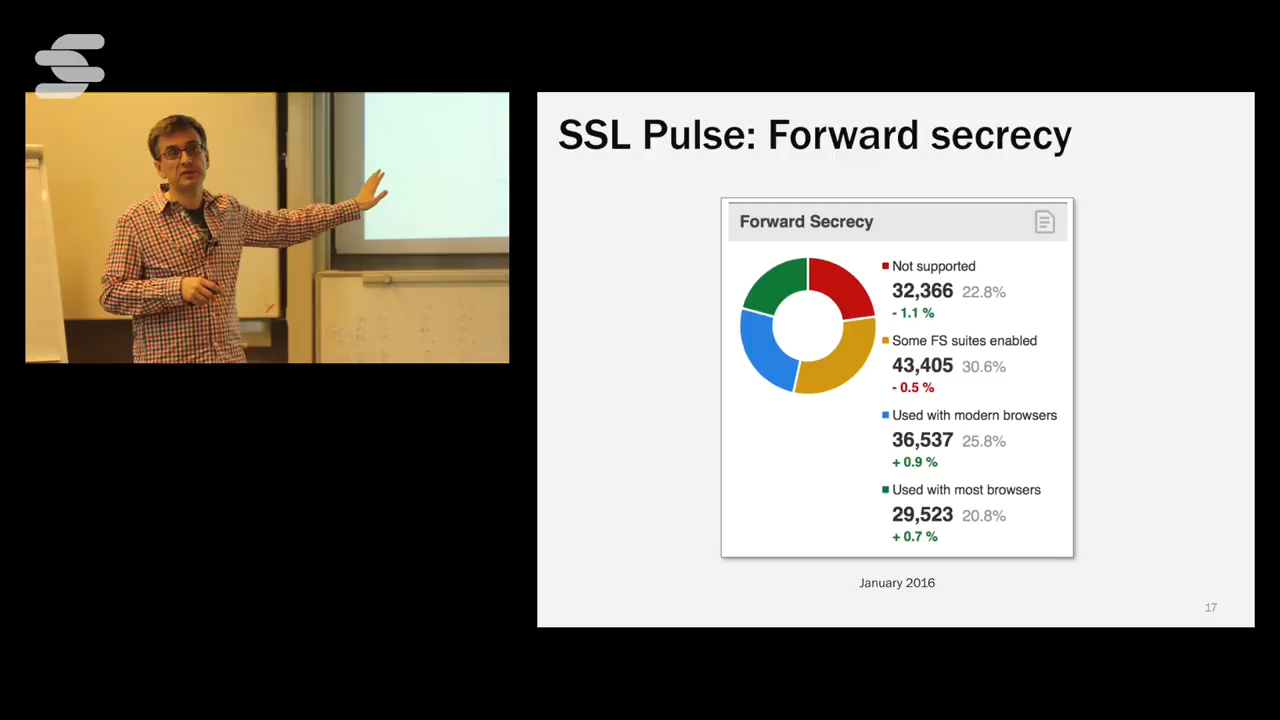 SSL Pulse: Forward secrecy
Forward Secrecy
Not supported
32,366 22.8%
- 1.1 %
Some FS suites enabled
43,405 30.6%
- 0.5 %
Used with modern browsers
36,537 25.8%
+ 0.9 %
Used with most browsers
29,523 20.8%
+ 0.7 %
January 2016
17